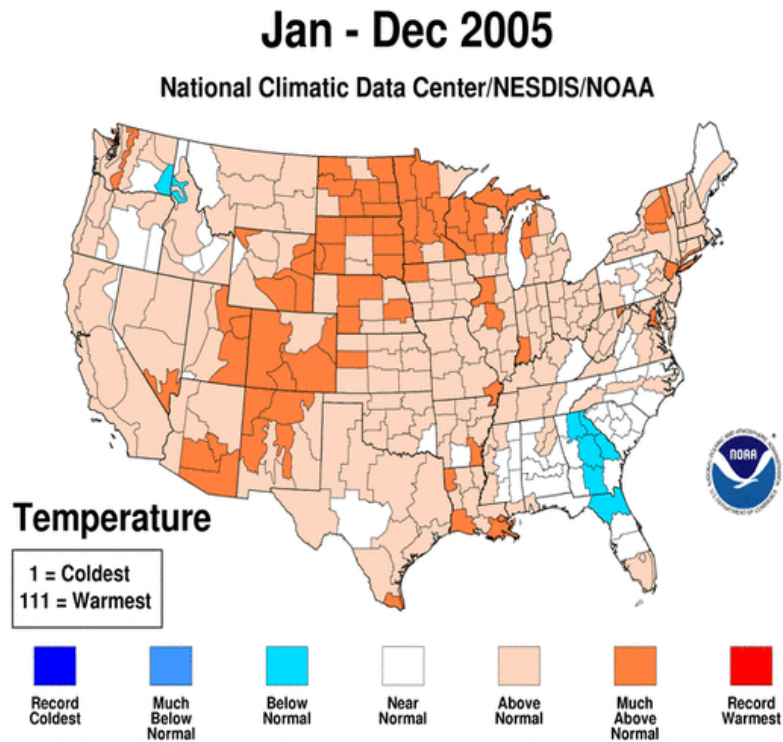 Jan - Dec 2005
National Climatic Data Center/NESDIS/NOAA
NOAA
Temperature
1 = Coldest
111 = Warmest
Record
Coldest
Much
Below
Normal
Below
Normal
Near
Normal
Above
Normal
Much
Above
Normal
Record
Warmest